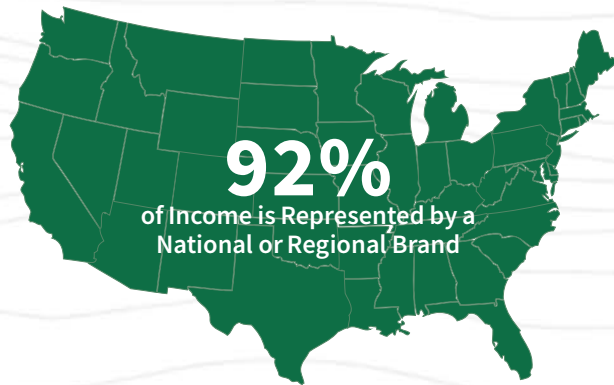 92%
of Income is Represented by a
National or Regional Brand